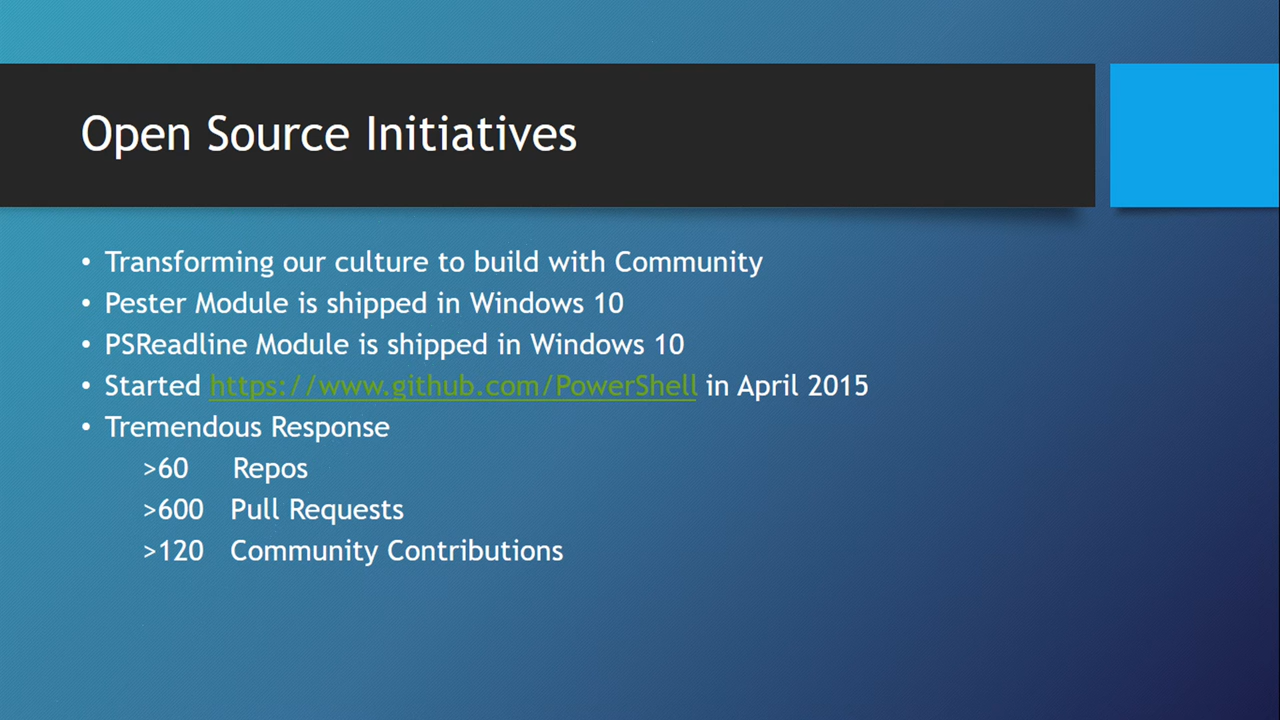 Open Source Initiatives
• Transforming our culture to build with Community
• Pester Module is shipped in Windows 10
• PSReadline Module is shipped in Windows 10
• Started https://www.github.com/PowerShell in April 2015
• Tremendous Response
>60 Repos
>600 Pull Requests
>120 Community Contributions